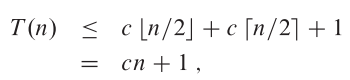 T(n) ≤ c ⌊n/2⌋ + c ⌈n/2⌉ + 1
= cn + 1 ,